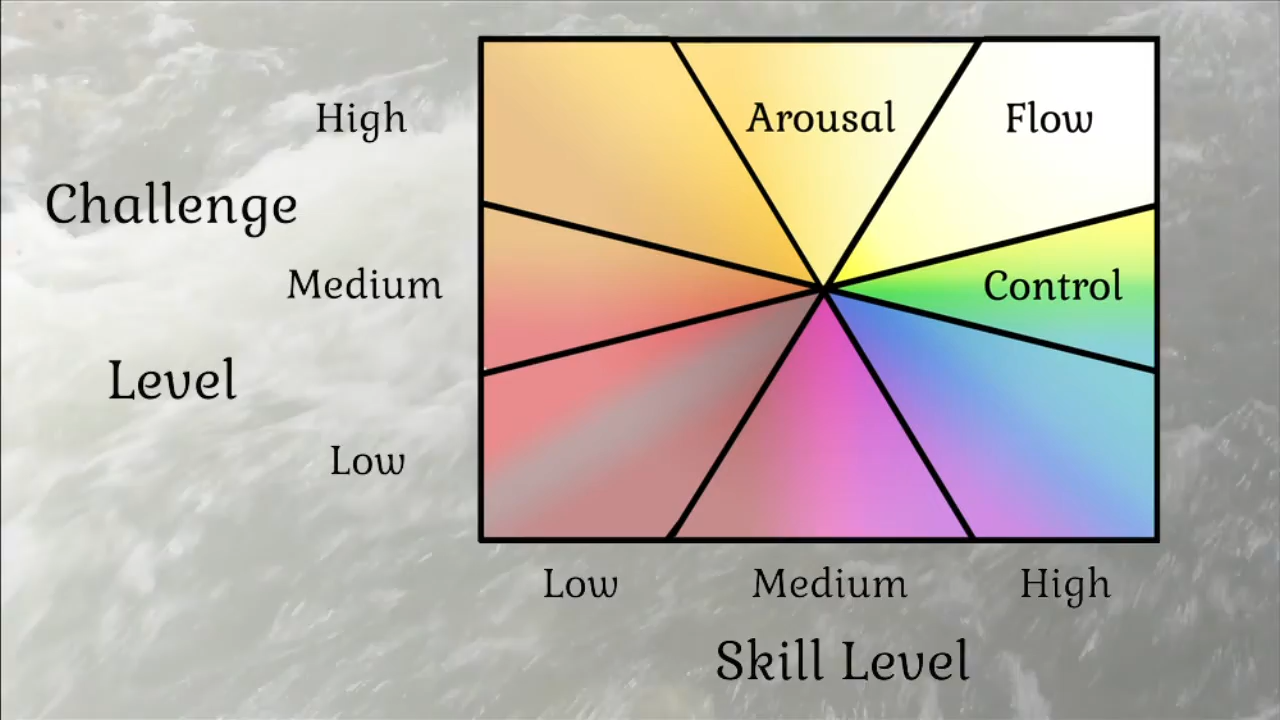 High
Arousal
Flow
Challenge
Medium
Control
Level
Low
Low
Medium
High
Skill Level